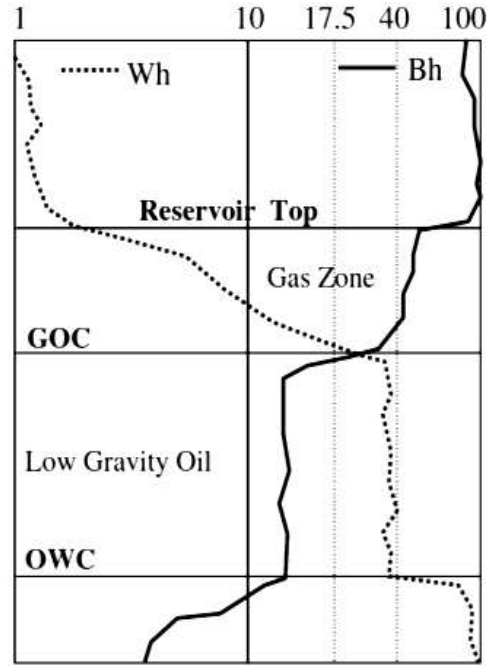 1 10 17.5 40 100
Wh Bh
Reservoir Top
Gas Zone
GOC
Low Gravity Oil
OWC